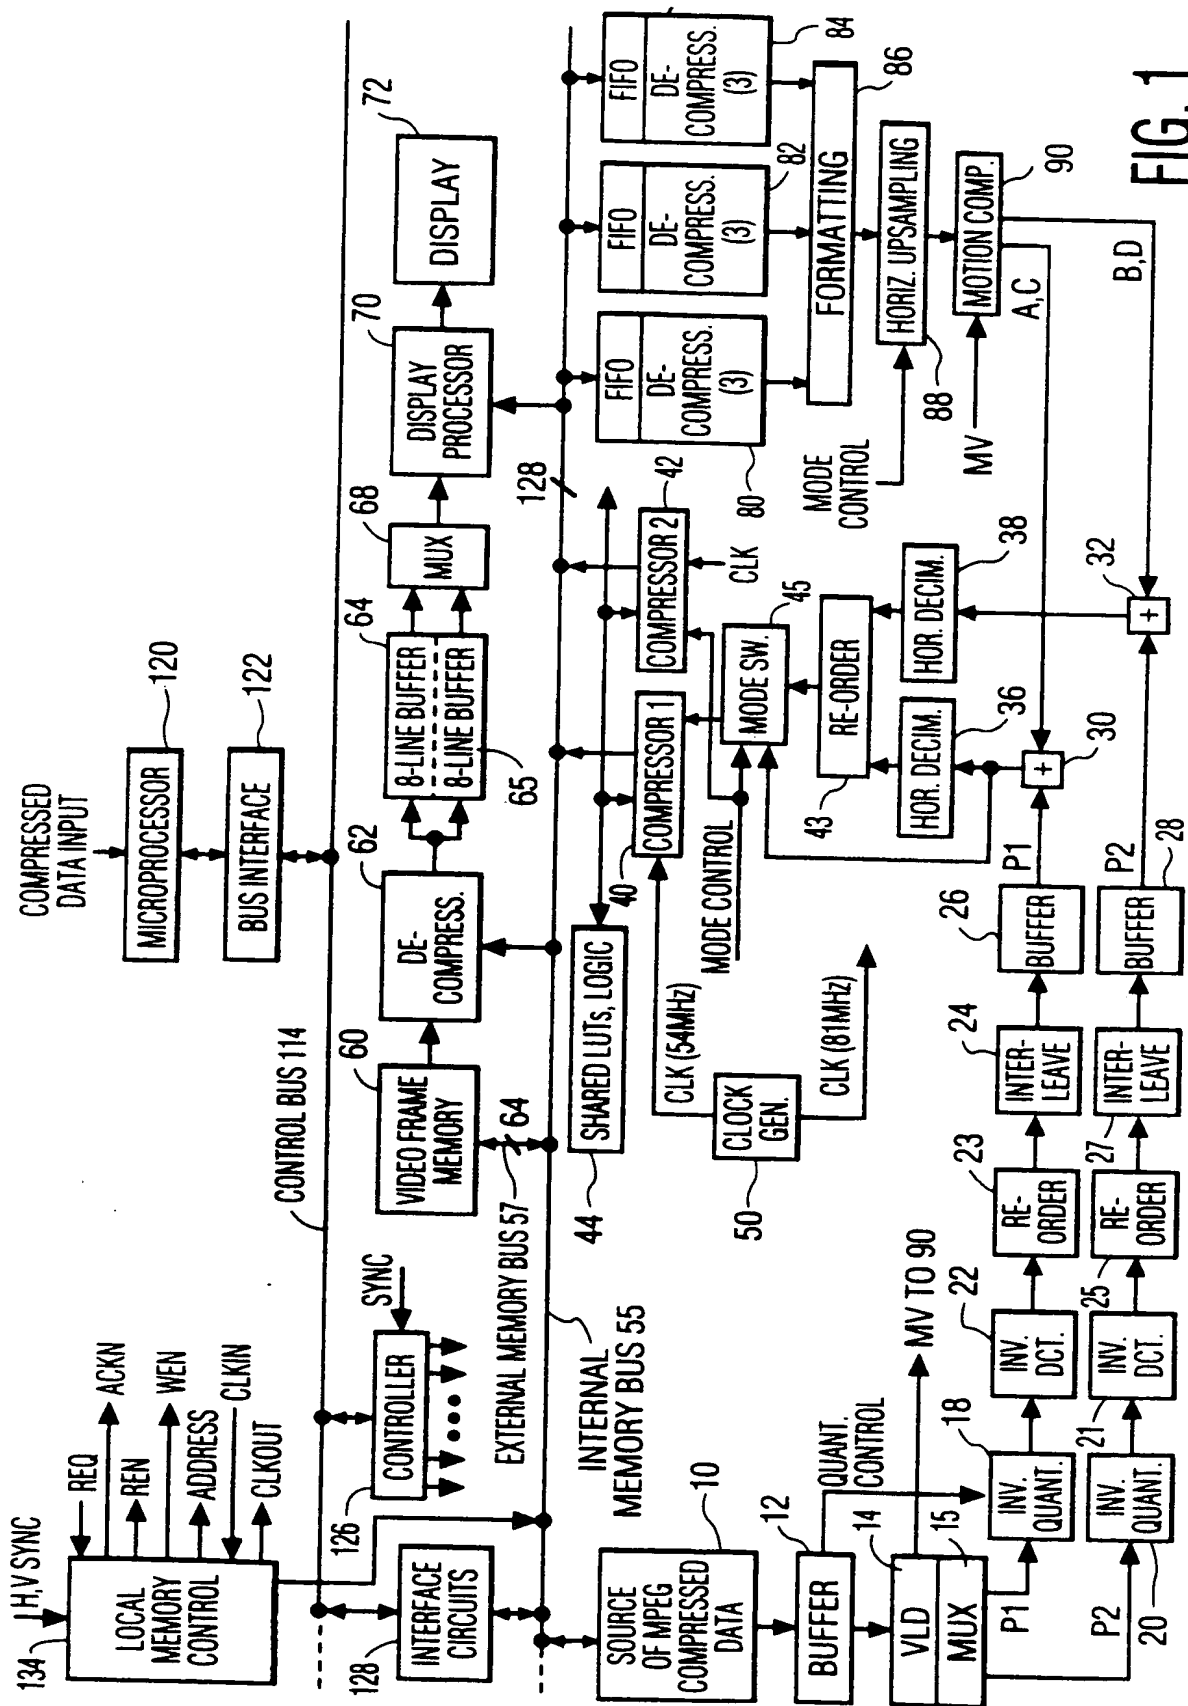 COMPRESSED
DATA INPUT
MICROPROCESSOR
120
BUS INTERFACE
122
H,V SYNC
134
LOCAL
MEMORY
CONTROL
REQ
ACKN
REN
WEN
ADDRESS
CLKIN
CLKOUT
CONTROL BUS 114
128
INTERFACE
CIRCUITS
126
CONTROLLER
SYNC
EXTERNAL MEMORY BUS 57
64
INTERNAL
MEMORY BUS 55
60
VIDEO FRAME
MEMORY
62
DE-
COMPRESS.
64
8-LINE BUFFER
8-LINE BUFFER
65
68
MUX
70
DISPLAY
PROCESSOR
72
DISPLAY
128
10
SOURCE
OF MPEG
COMPRESSED
DATA
12
BUFFER
QUANT.
CONTROL
14
VLD
15
MUX
MV TO 90
P1
P2
18
INV.
QUANT.
20
INV.
QUANT.
22
INV.
DCT.
21
INV.
DCT.
23
RE-
ORDER
25
RE-
ORDER
24
INTER-
LEAVE
27
INTER-
LEAVE
26
BUFFER
28
BUFFER
P1
P2
30
+
32
+
36
HOR. DECIM.
38
HOR. DECIM.
43
RE-ORDER
45
MODE SW.
MODE CONTROL
40
COMPRESSOR 1
42
COMPRESSOR 2
CLK
44
SHARED LUTs, LOGIC
50
CLOCK
GEN.
CLK (54MHz)
CLK (81MHz)
80
FIFO
DE-
COMPRESS.
(3)
82
FIFO
DE-
COMPRESS.
(3)
84
FIFO
DE-
COMPRESS.
(3)
86
FORMATTING
MODE
CONTROL
88
HORIZ. UPSAMPLING
MV
90
MOTION COMP.
A,C
B,D
FIG. 1